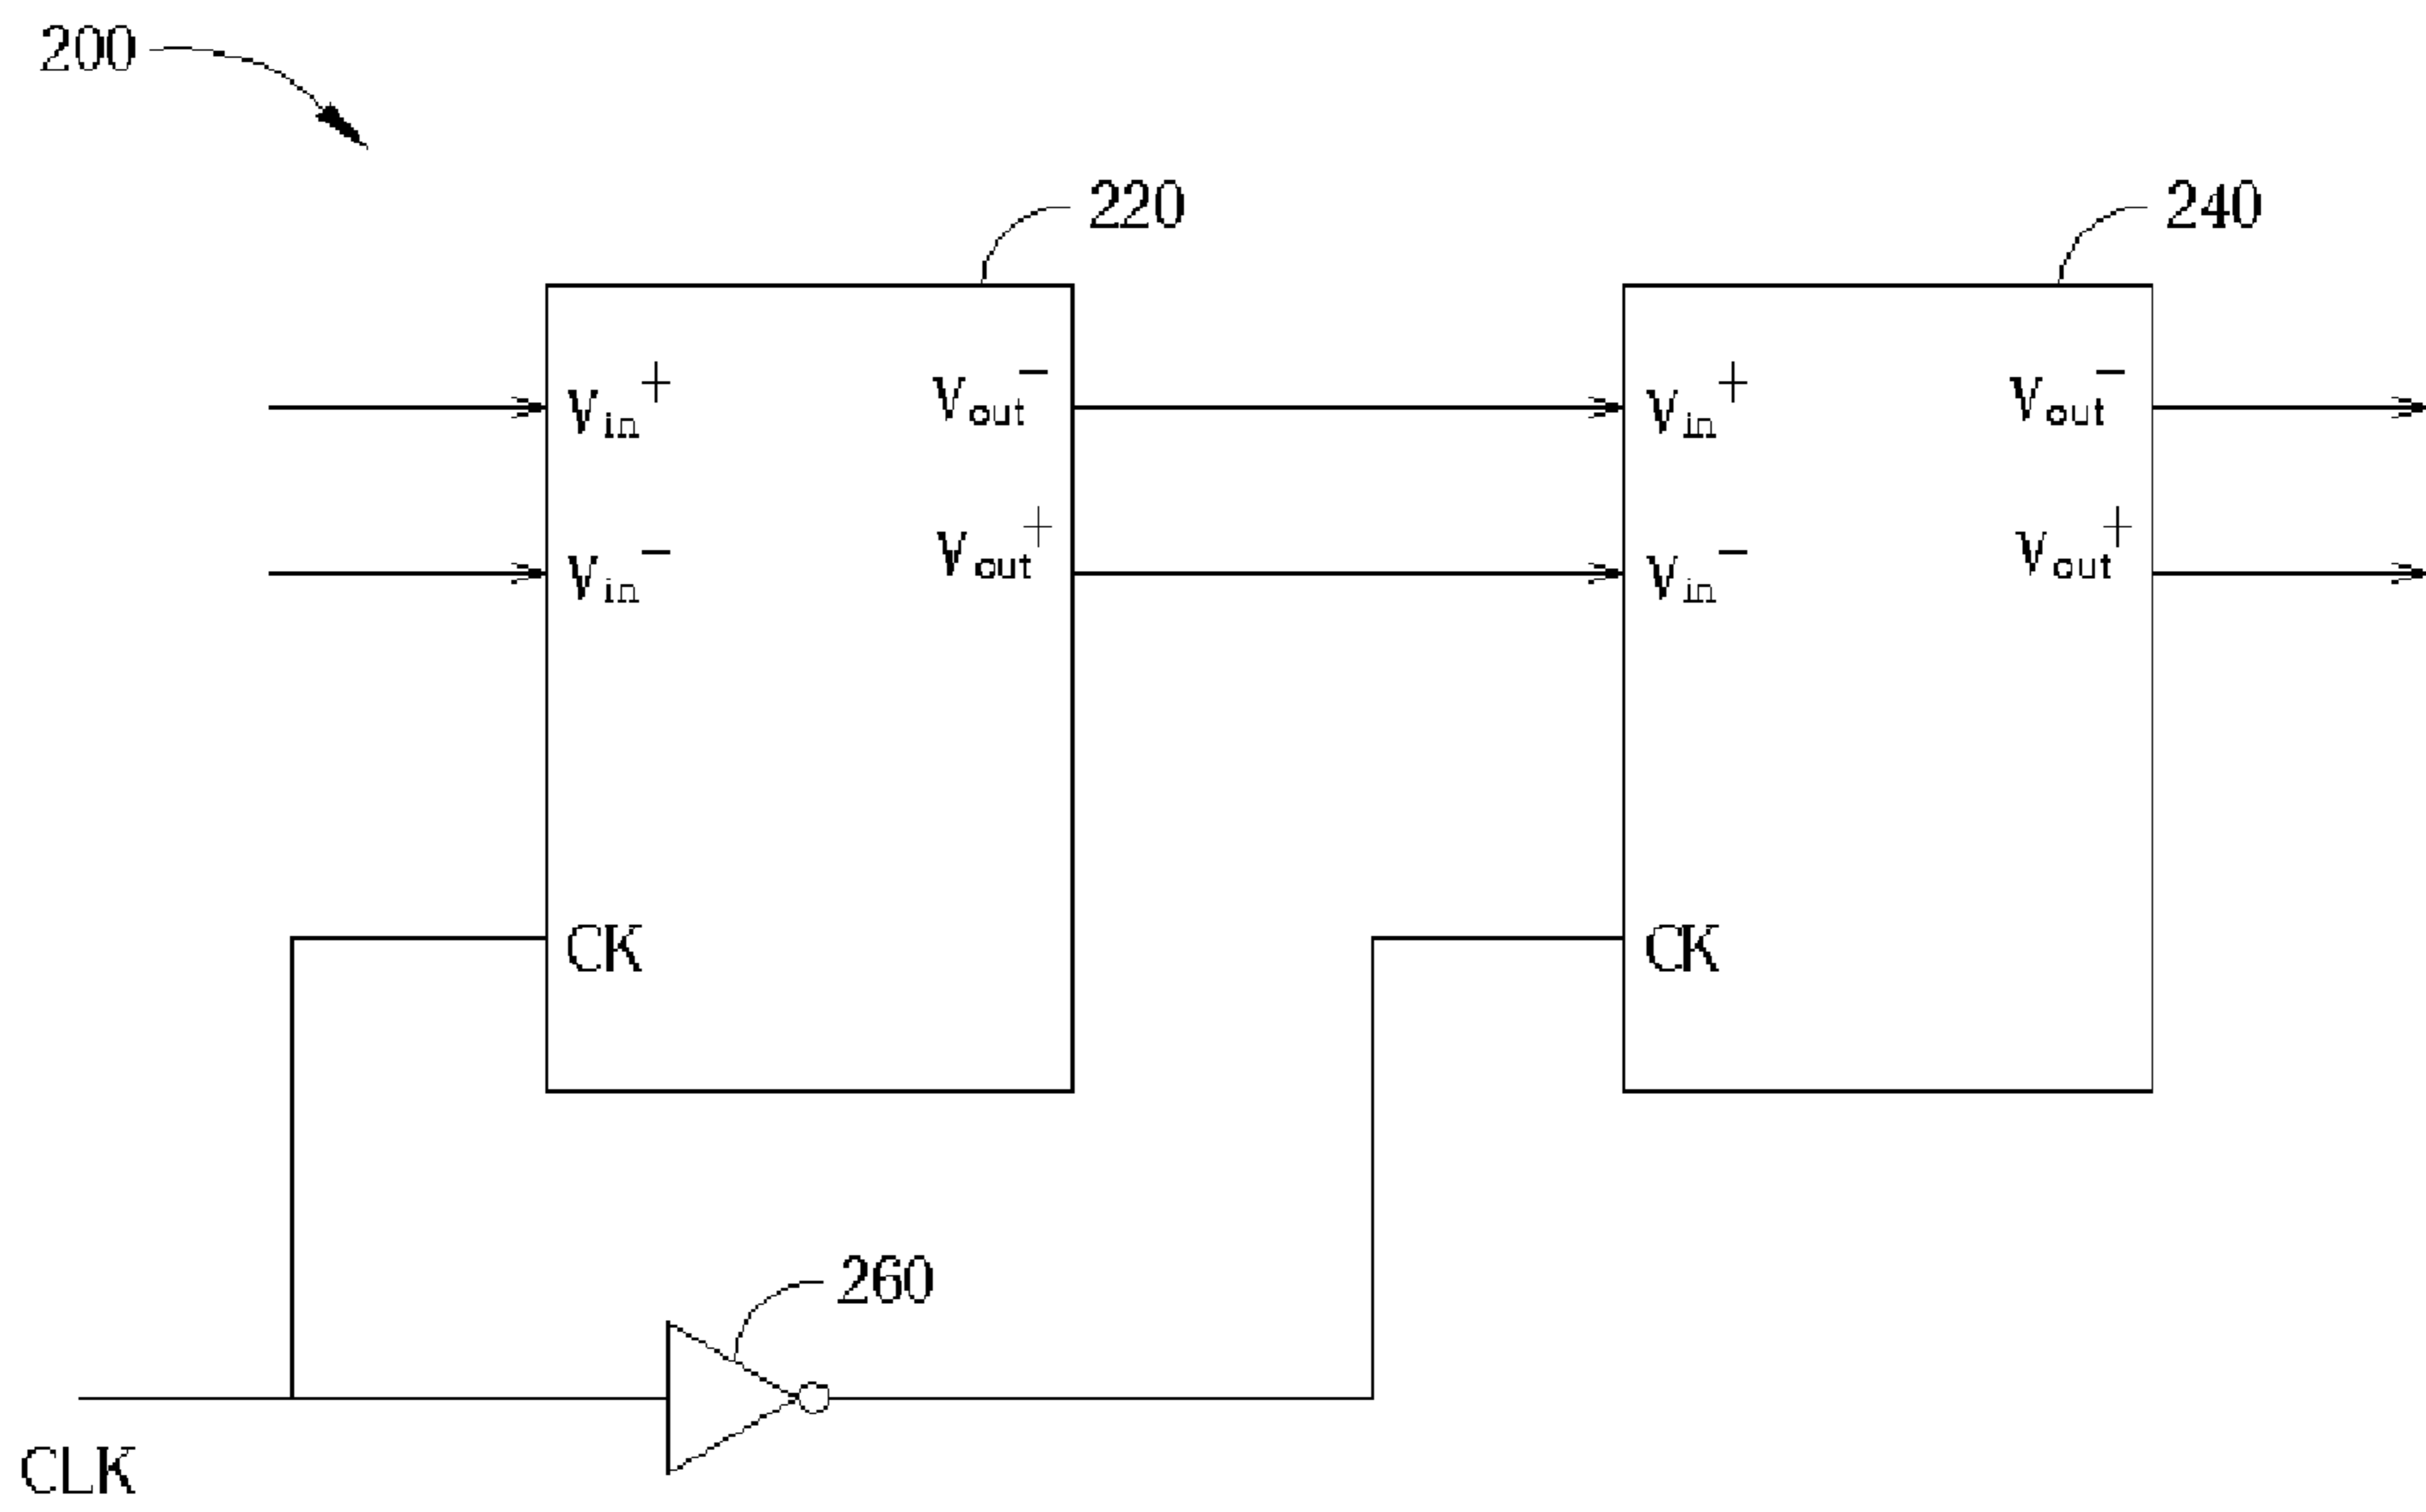 200
220
240
Vin+ Vout− Vin+ Vout−
Vin− Vout+ Vin− Vout+
CK CK
260
CLK